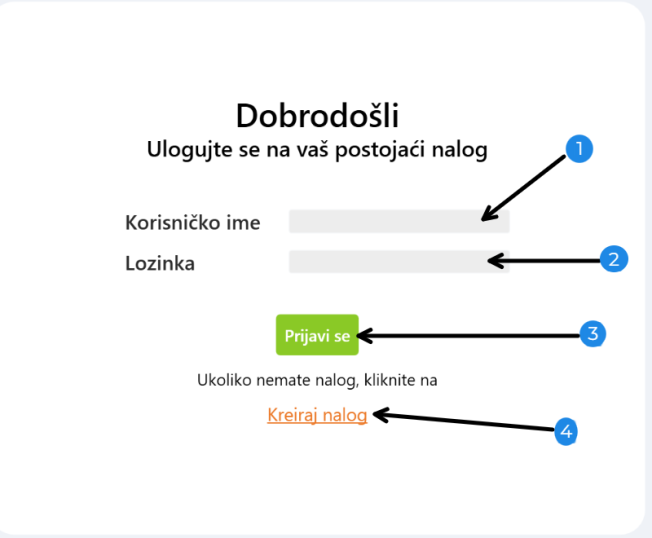 Dobrodošli
Ulogujte se na vaš postojaći nalog
1
Korisničko ime
Lozinka
2
Prijavi se
3
Ukoliko nemate nalog, kliknite na
Kreiraj nalog
4